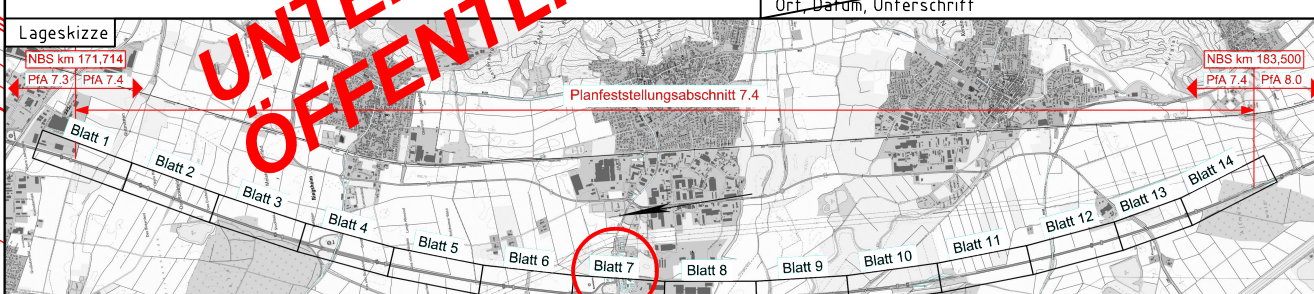 Ort, Datum, Unterschrift
Lageskizze
NBS km 171,714
PfA 7.3 PfA 7.4
NBS km 183,500
PfA 7.4 PfA 8.0
Planfeststellungsabschnitt 7.4
Blatt 1
Blatt 2
Blatt 3
Blatt 4
Blatt 5
Blatt 6
Blatt 7
Blatt 8
Blatt 9
Blatt 10
Blatt 11
Blatt 12
Blatt 13
Blatt 14